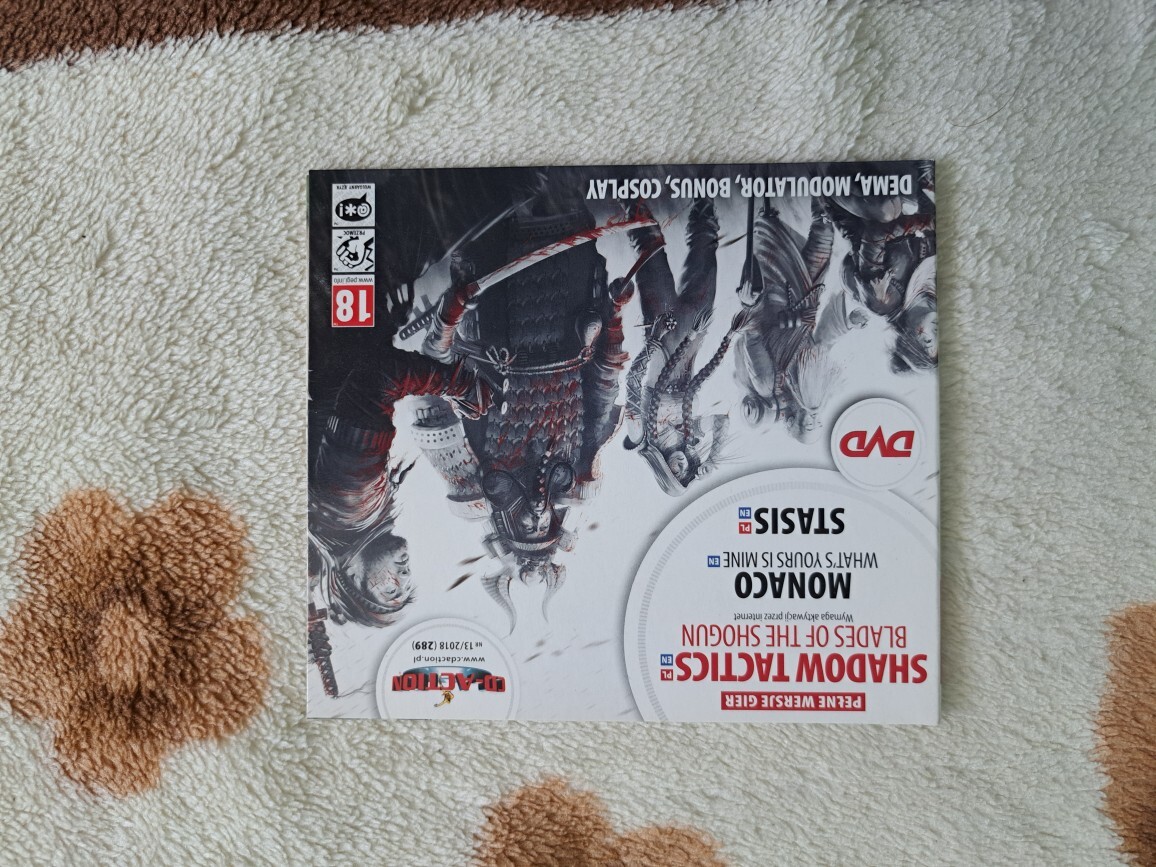 PEŁNE WERSJE GIER
SHADOW TACTICS PL EN
BLADES OF THE SHOGUN
Wymaga aktywacji przez internet
MONACO
WHAT'S YOURS IS MINE EN
STASIS PL EN
DVD
CD-ACTION
www.cdaction.pl
NR 13/2018 (289)
DEMA, MODULATOR, BONUS, COSPLAY
18
www.pegi.info
PRZEMOC
WULGARNY JĘZYK